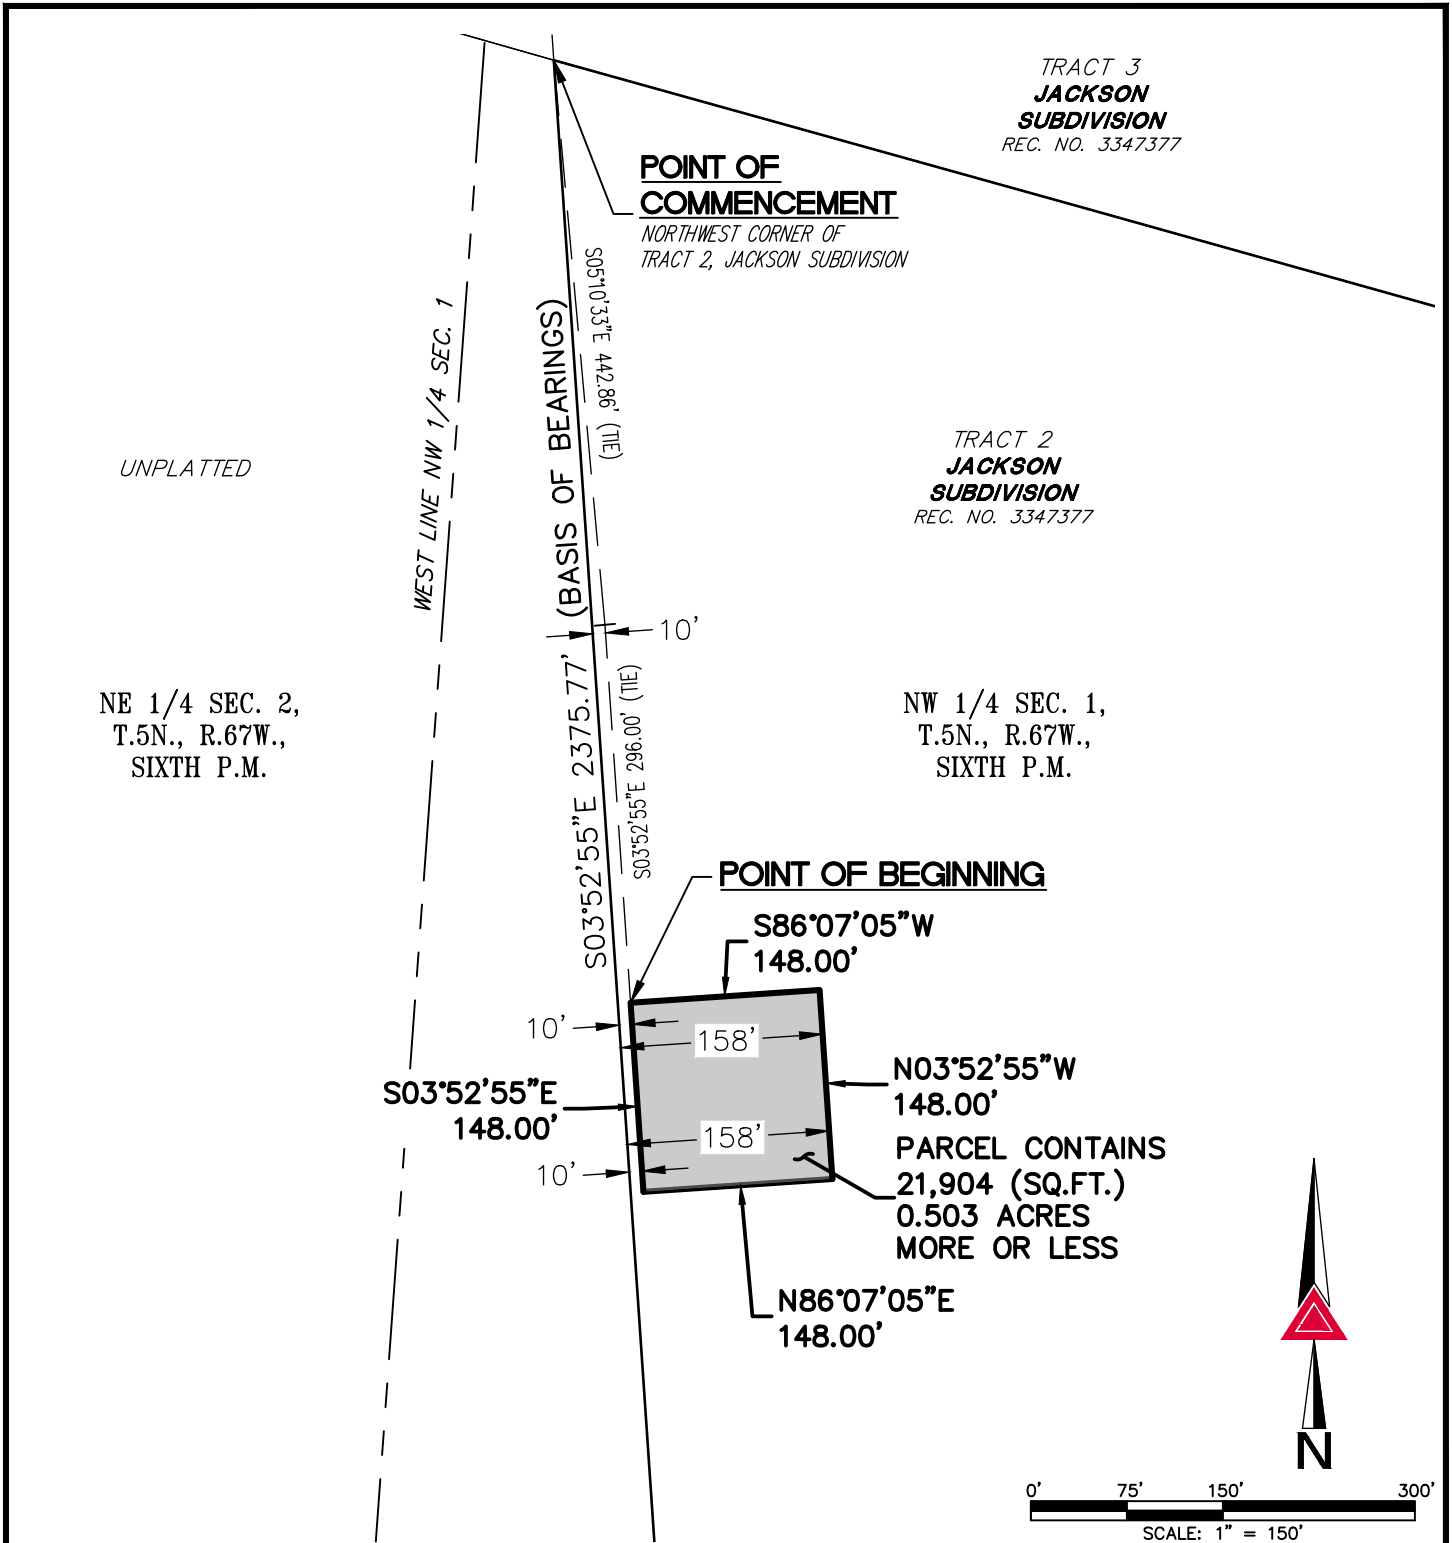 TRACT 3
JACKSON
SUBDIVISION
REC. NO. 3347377
POINT OF
COMMENCEMENT
NORTHWEST CORNER OF
TRACT 2, JACKSON SUBDIVISION
S05°10'33"E 442.86' (TIE)
WEST LINE NW 1/4 SEC. 1
S03°52'55"E 2375.77' (BASIS OF BEARINGS)
UNPLATTED
TRACT 2
JACKSON
SUBDIVISION
REC. NO. 3347377
10'
S03°52'55"E 296.00' (TIE)
NE 1/4 SEC. 2,
T.5N., R.67W.,
SIXTH P.M.
NW 1/4 SEC. 1,
T.5N., R.67W.,
SIXTH P.M.
POINT OF BEGINNING
S86°07'05"W
148.00'
10'
158'
S03°52'55"E
148.00'
N03°52'55"W
148.00'
158'
10'
PARCEL CONTAINS
21,904 (SQ.FT.)
0.503 ACRES
MORE OR LESS
N86°07'05"E
148.00'
N
0' 75' 150' 300'
SCALE: 1" = 150'